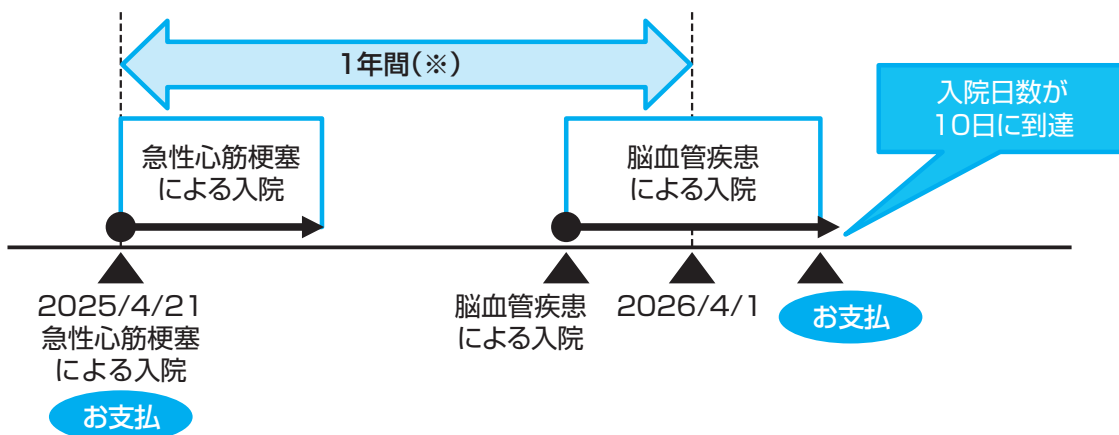 1年間(※)
入院日数が
10日に到達
急性心筋梗塞
による入院
脳血管疾患
による入院
2025/4/21
急性心筋梗塞
による入院
お支払
脳血管疾患
による入院
2026/4/1
お支払